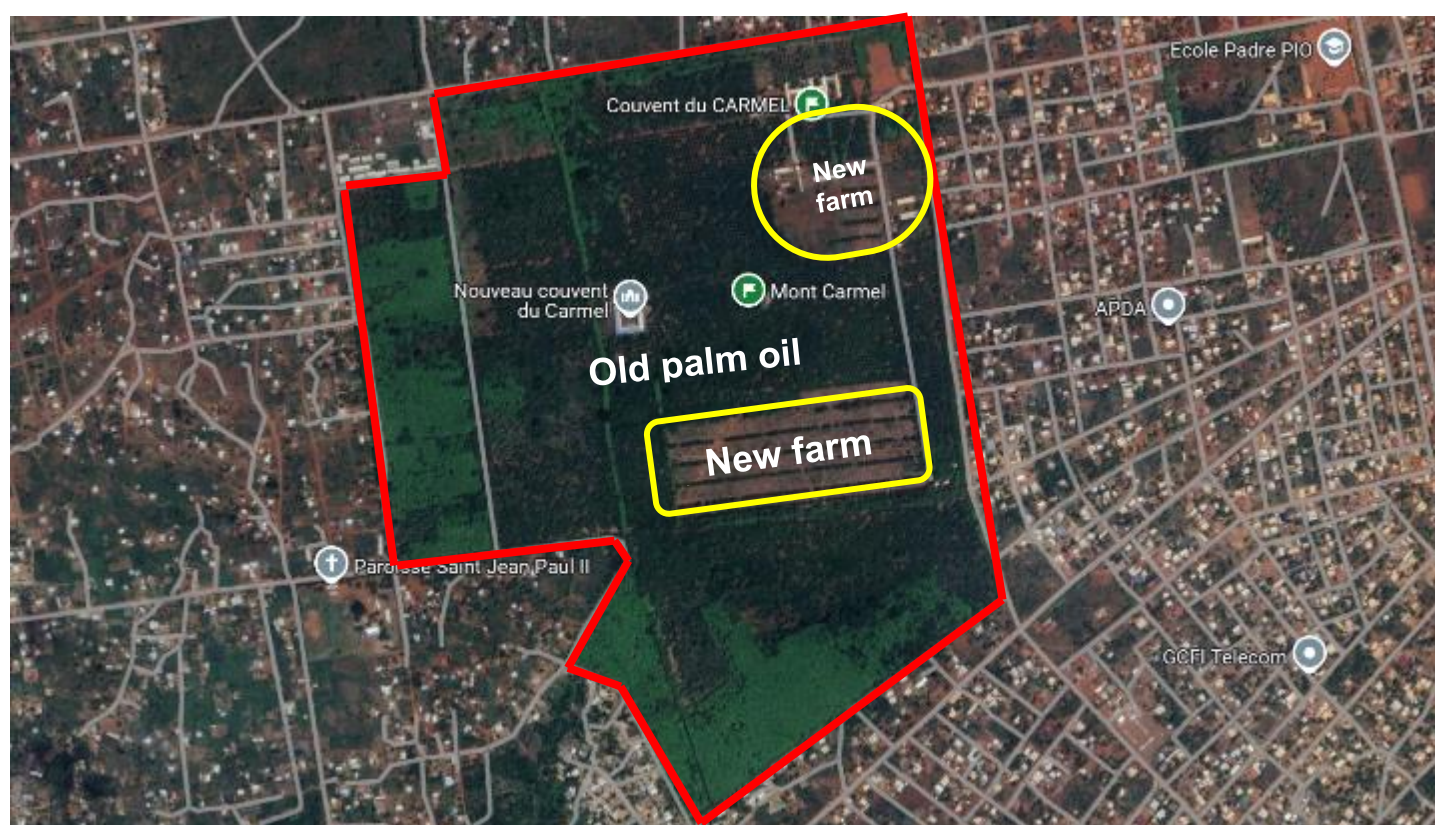 Ecole Padre PIO
Couvent du CARMEL
New
farm
Nouveau couvent
du Carmel
Mont Carmel
APDA
Old palm oil
New farm
Paroisse Saint Jean Paul II
GCFI Telecom